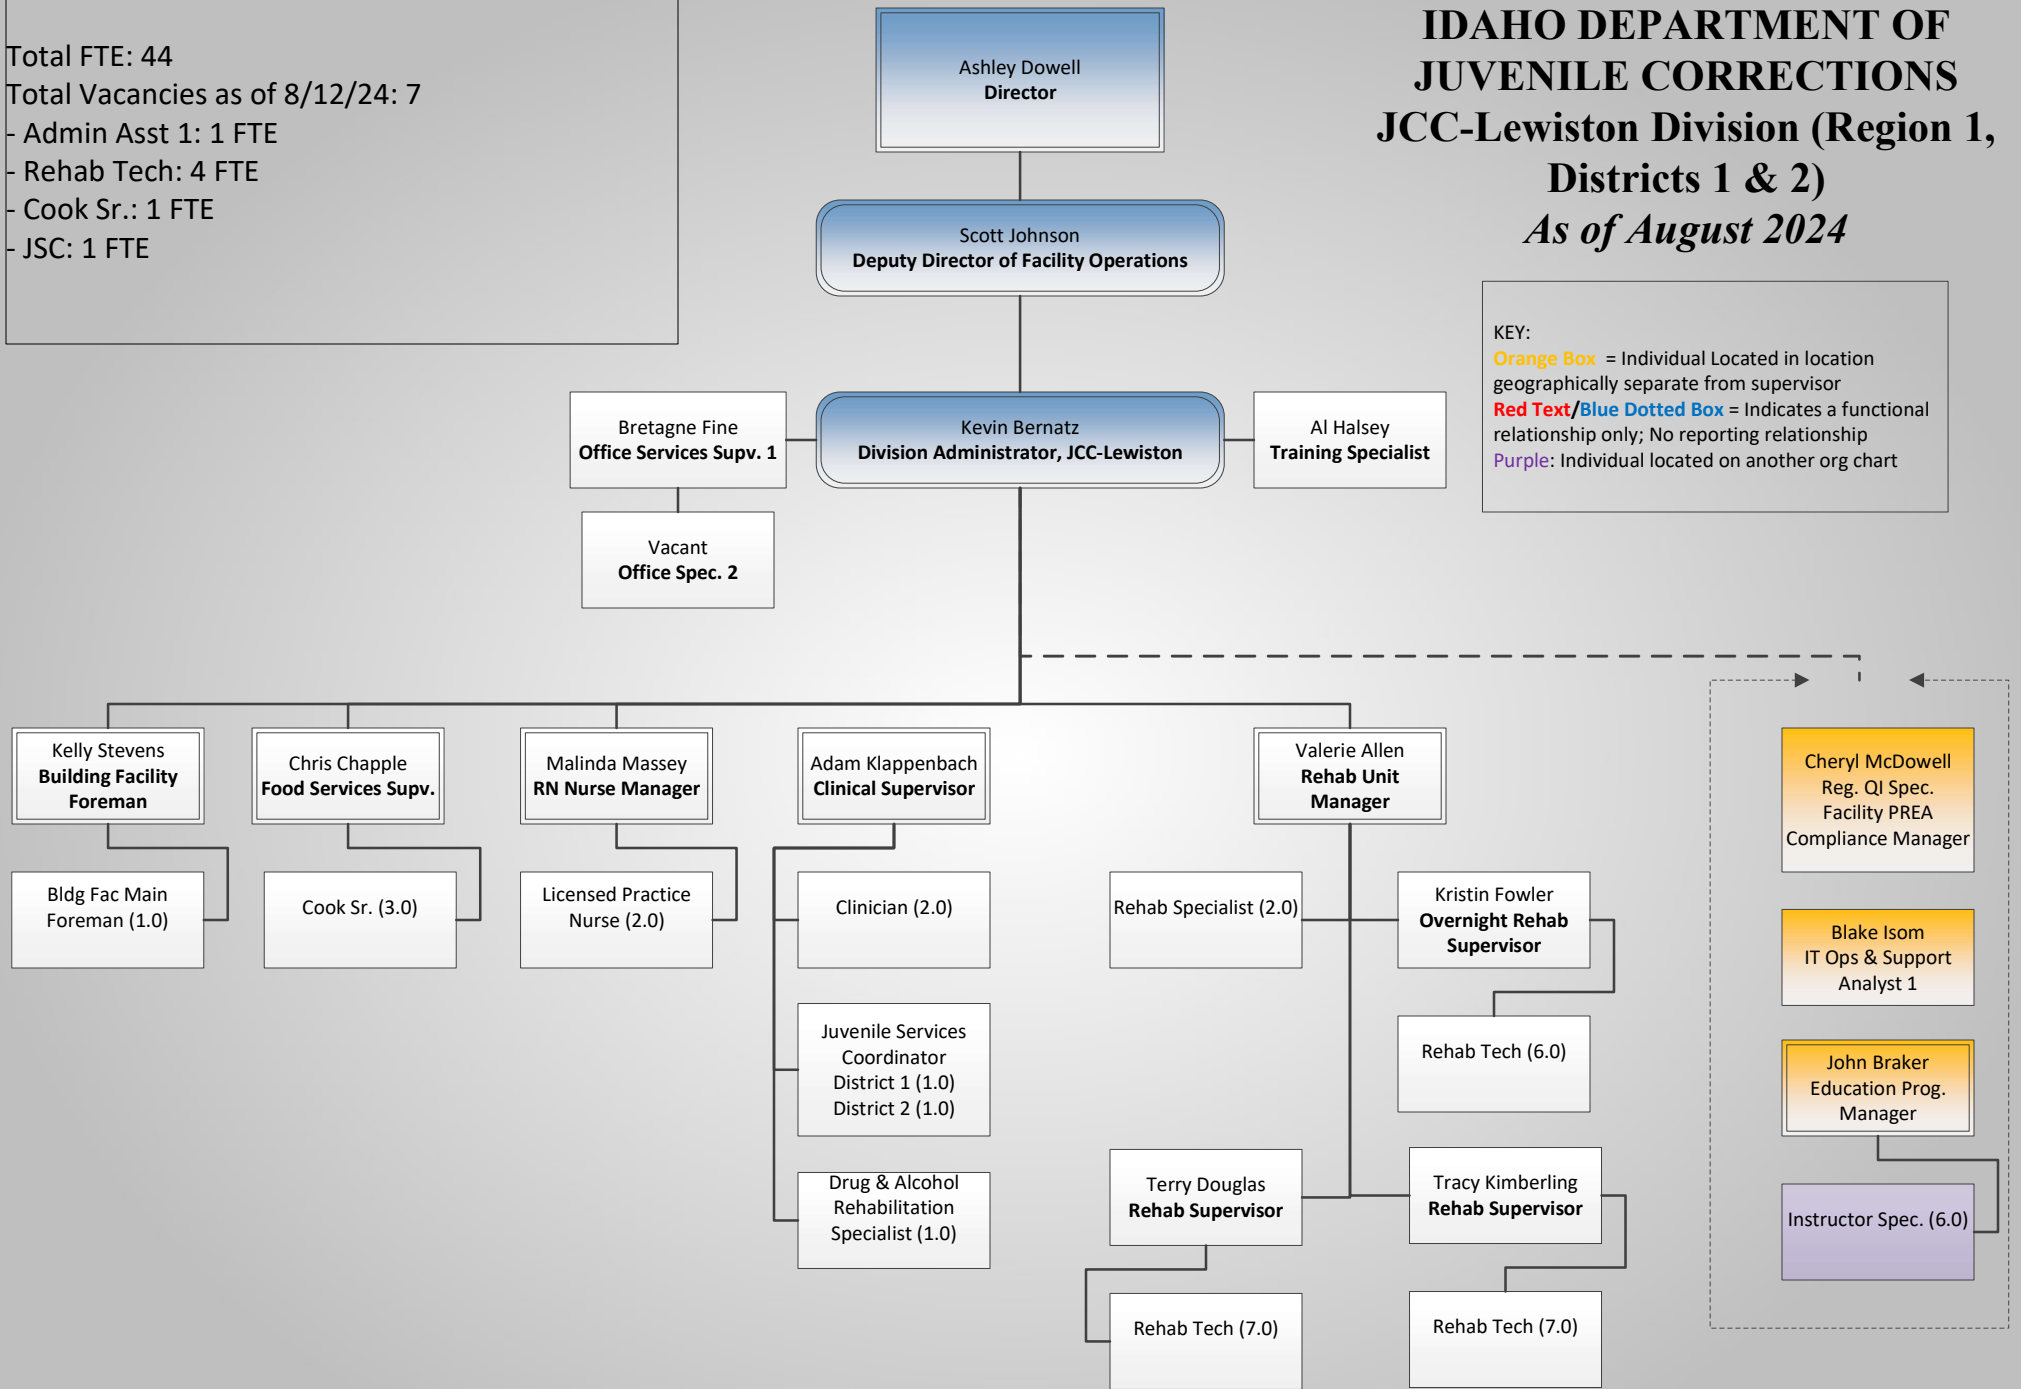 Total FTE: 44
Total Vacancies as of 8/12/24: 7
- Admin Asst 1: 1 FTE
- Rehab Tech: 4 FTE
- Cook Sr.: 1 FTE
- JSC: 1 FTE
IDAHO DEPARTMENT OF
JUVENILE CORRECTIONS
JCC-Lewiston Division (Region 1,
Districts 1 & 2)
As of August 2024
Ashley Dowell
Director
Scott Johnson
Deputy Director of Facility Operations
KEY:
Orange Box = Individual Located in location
geographically separate from supervisor
Red Text/Blue Dotted Box = Indicates a functional
relationship only; No reporting relationship
Purple: Individual located on another org chart
Bretagne Fine
Office Services Supv. 1
Kevin Bernatz
Division Administrator, JCC-Lewiston
Al Halsey
Training Specialist
Vacant
Office Spec. 2
Kelly Stevens
Building Facility
Foreman
Chris Chapple
Food Services Supv.
Malinda Massey
RN Nurse Manager
Adam Klappenbach
Clinical Supervisor
Valerie Allen
Rehab Unit
Manager
Cheryl McDowell
Reg. QI Spec.
Facility PREA
Compliance Manager
Bldg Fac Main
Foreman (1.0)
Cook Sr. (3.0)
Licensed Practice
Nurse (2.0)
Clinician (2.0)
Rehab Specialist (2.0)
Kristin Fowler
Overnight Rehab
Supervisor
Blake Isom
IT Ops & Support
Analyst 1
Juvenile Services
Coordinator
District 1 (1.0)
District 2 (1.0)
Rehab Tech (6.0)
John Braker
Education Prog.
Manager
Drug & Alcohol
Rehabilitation
Specialist (1.0)
Terry Douglas
Rehab Supervisor
Tracy Kimberling
Rehab Supervisor
Instructor Spec. (6.0)
Rehab Tech (7.0)
Rehab Tech (7.0)